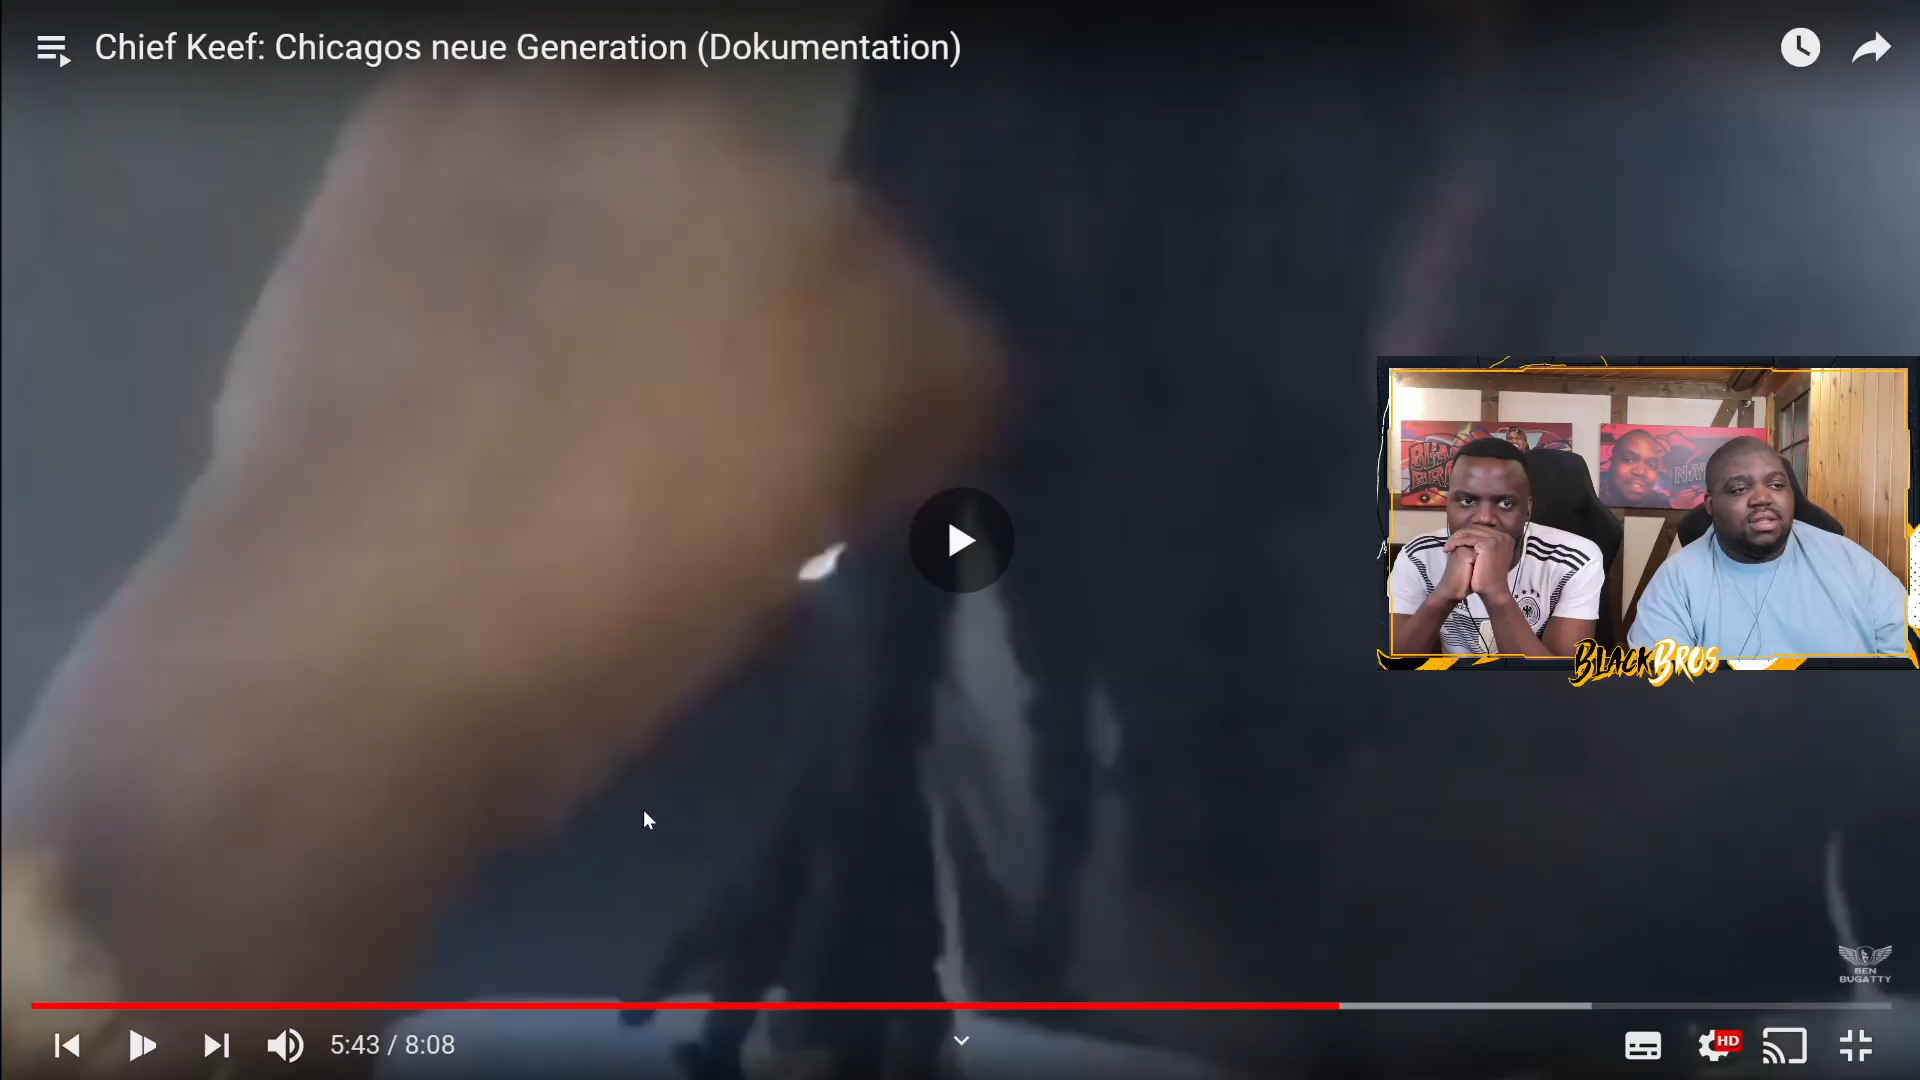 Chief Keef: Chicagos neue Generation (Dokumentation)
BLACKBROS
BEN
BUGATTY
5:43 / 8:08
HD